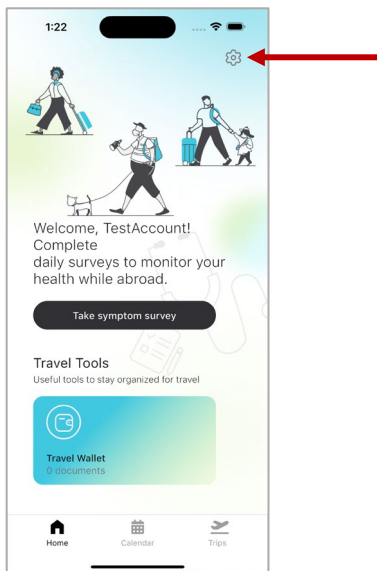 1:22
Welcome, TestAccount!
Complete
daily surveys to monitor your
health while abroad.
Take symptom survey
Travel Tools
Useful tools to stay organized for travel
Travel Wallet
0 documents
Home Calendar Trips